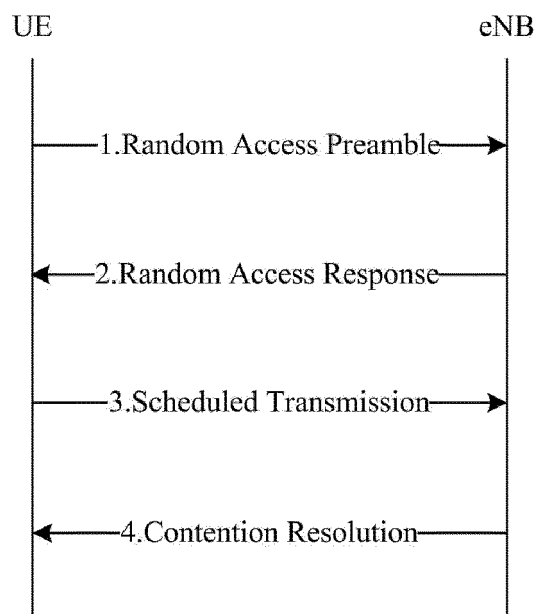 UE
eNB
1.Random Access Preamble
2.Random Access Response
3.Scheduled Transmission
4.Contention Resolution